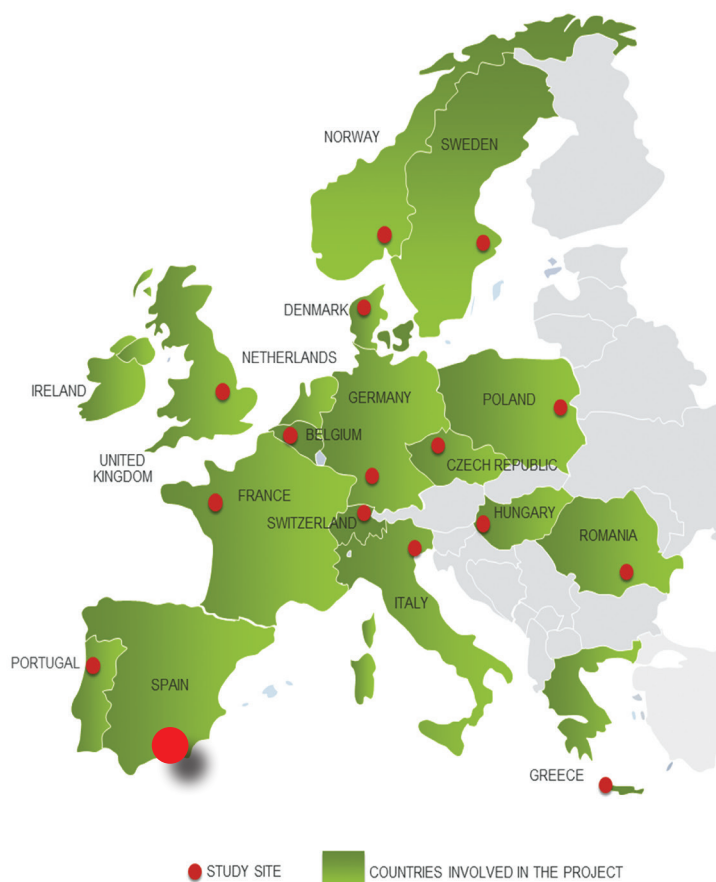 NORWAY
SWEDEN
DENMARK
NETHERLANDS
IRELAND
GERMANY
POLAND
BELGIUM
UNITED
KINGDOM
CZECH REPUBLIC
FRANCE
SWITZERLAND
HUNGARY
ROMANIA
ITALY
PORTUGAL
SPAIN
GREECE
STUDY SITE
COUNTRIES INVOLVED IN THE PROJECT